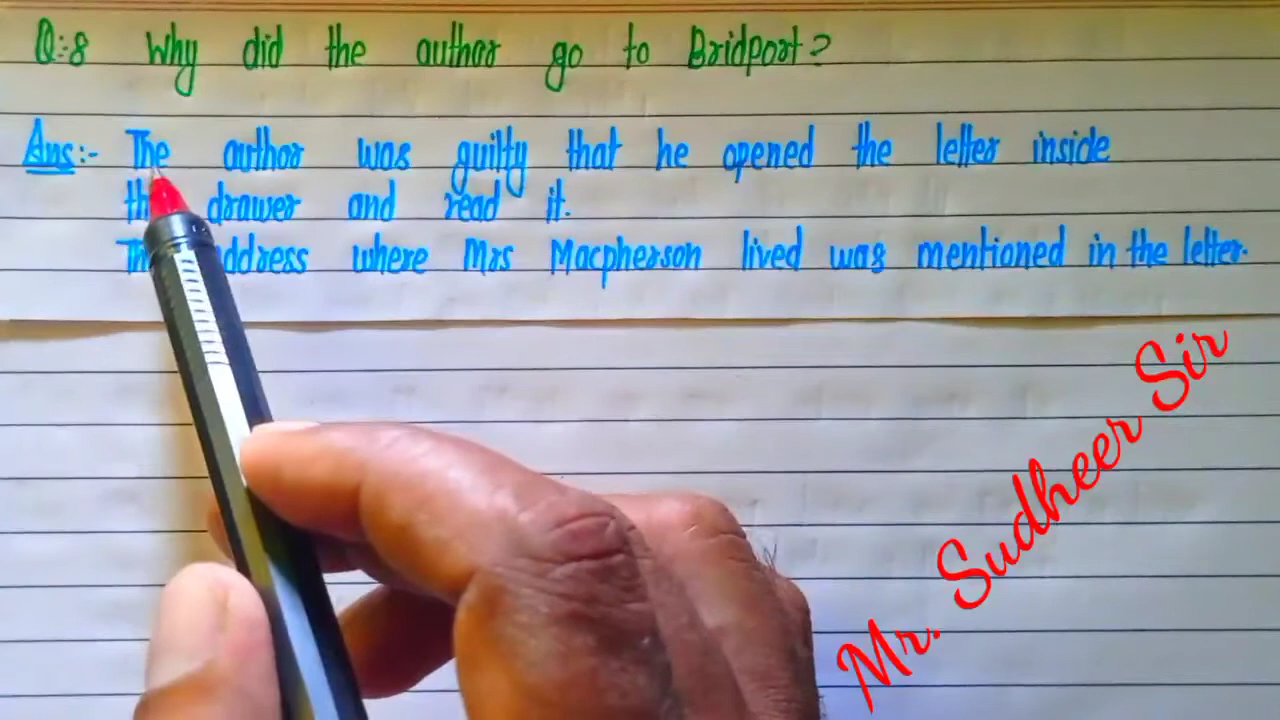 Q:8 Why did the author go to Bridport?
Ans:- The author was guilty that he opened the letter inside
drawer and read it.
where Mrs Macpherson lived was mentioned in the letter.
Mr. Sudheer Sir